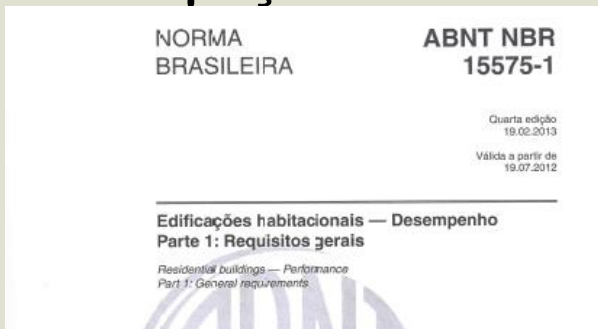 NORMA
BRASILEIRA
ABNT NBR
15575-1
Quarta edição
19.02.2013
Válida a partir de
19.07.2012
Edificações habitacionais — Desempenho
Parte 1: Requisitos gerais
Residential buildings — Performance
Part 1: General requirements
ABNT